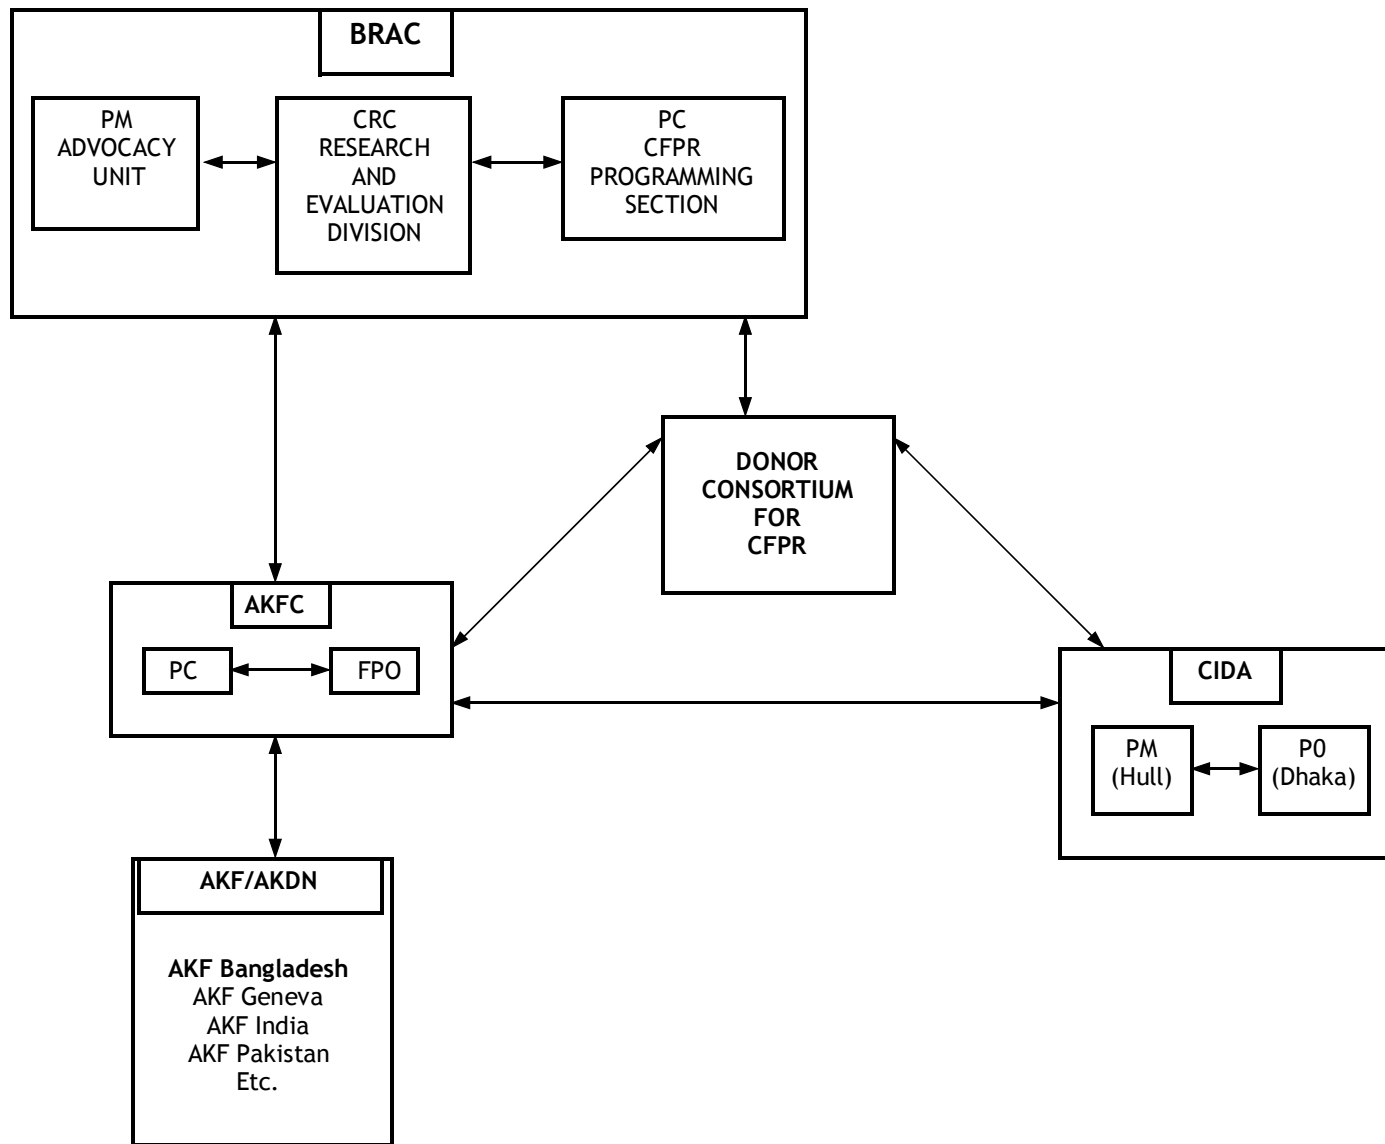 BRAC
PM
ADVOCACY
UNIT
CRC
RESEARCH
AND
EVALUATION
DIVISION
PC
CFPR
PROGRAMMING
SECTION
DONOR
CONSORTIUM
FOR
CFPR
AKFC
PC
FPO
CIDA
PM
(Hull)
P0
(Dhaka)
AKF/AKDN
AKF Bangladesh
AKF Geneva
AKF India
AKF Pakistan
Etc.